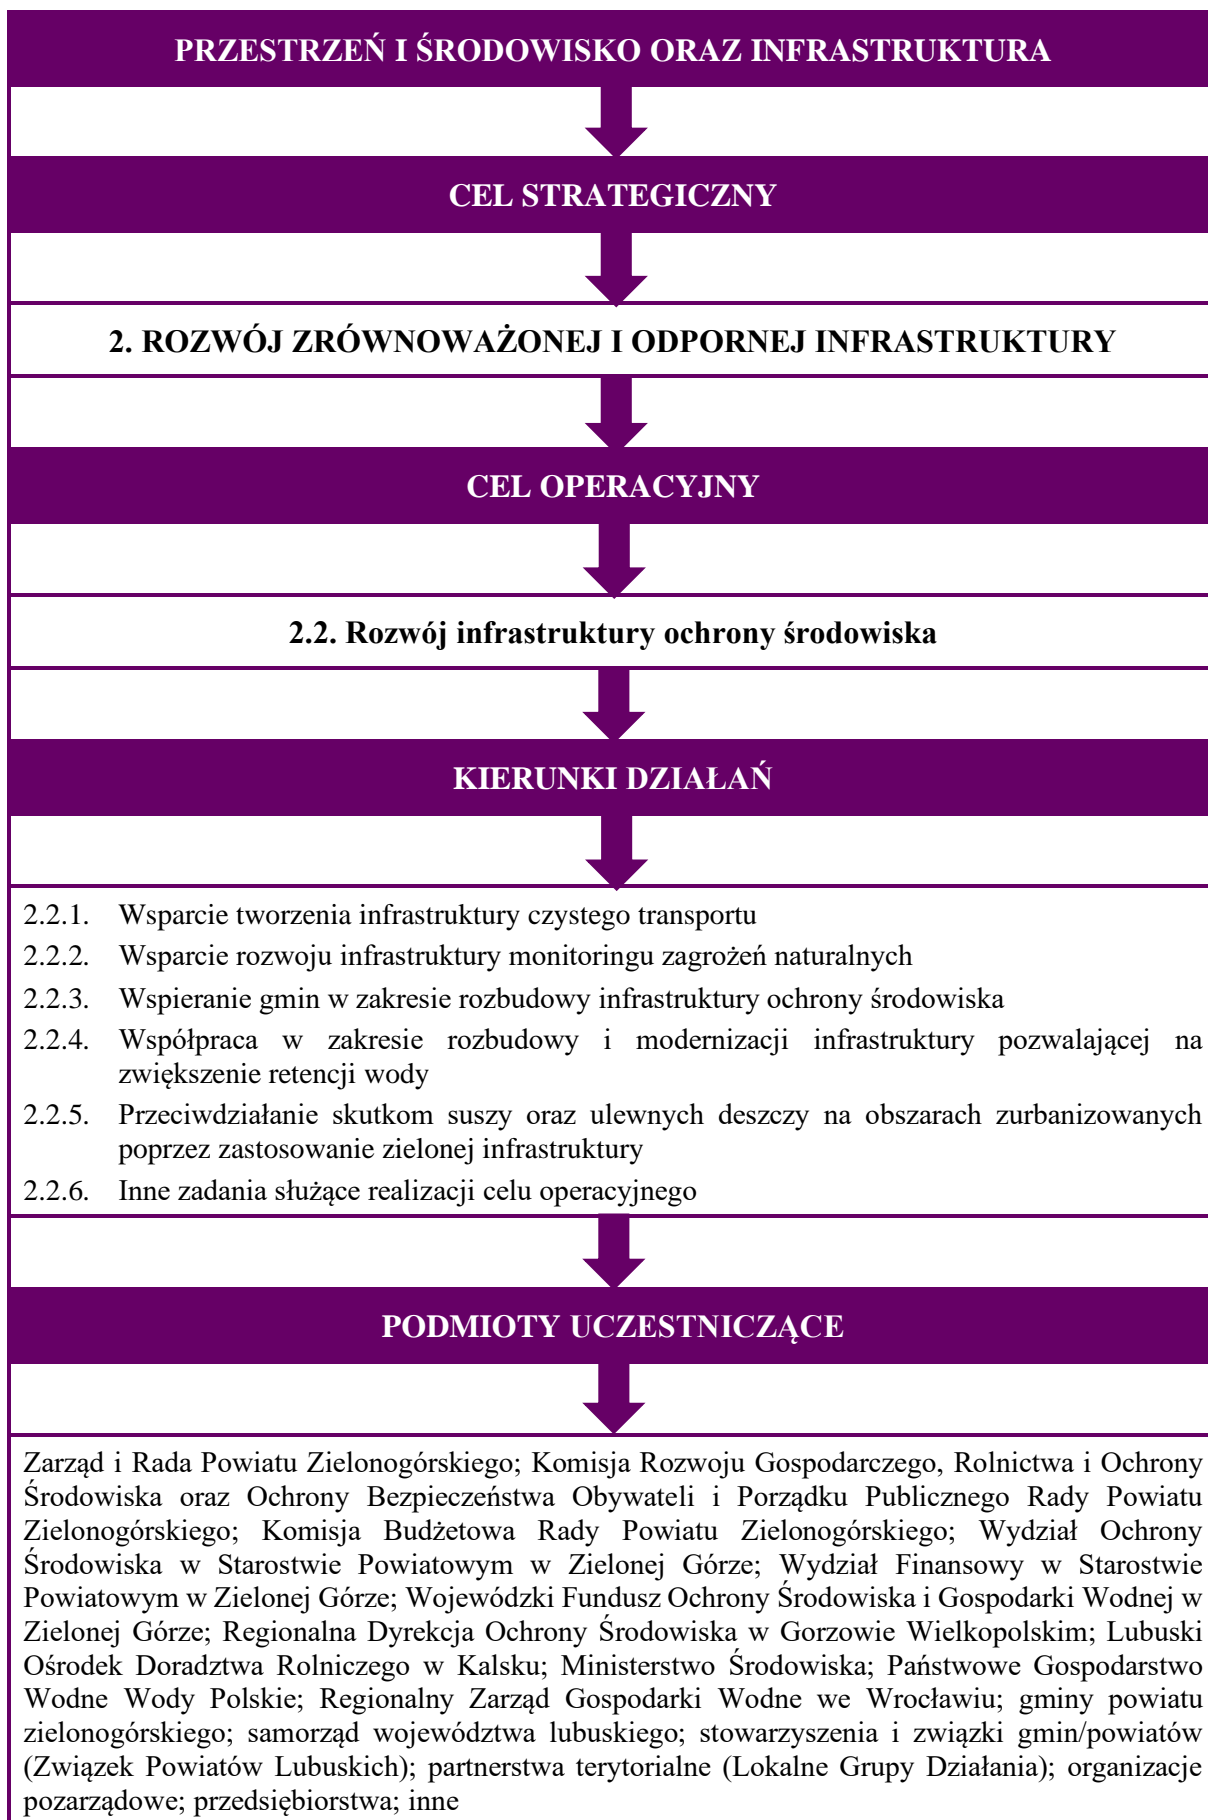 PRZESTRZEŃ I ŚRODOWISKO ORAZ INFRASTRUKTURA
CEL STRATEGICZNY
2. ROZWÓJ ZRÓWNOWAŻONEJ I ODPORNEJ INFRASTRUKTURY
CEL OPERACYJNY
2.2. Rozwój infrastruktury ochrony środowiska
KIERUNKI DZIAŁAŃ
2.2.1. Wsparcie tworzenia infrastruktury czystego transportu
2.2.2. Wsparcie rozwoju infrastruktury monitoringu zagrożeń naturalnych
2.2.3. Wspieranie gmin w zakresie rozbudowy infrastruktury ochrony środowiska
2.2.4. Współpraca w zakresie rozbudowy i modernizacji infrastruktury pozwalającej na
zwiększenie retencji wody
2.2.5. Przeciwdziałanie skutkom suszy oraz ulewnych deszczy na obszarach zurbanizowanych
poprzez zastosowanie zielonej infrastruktury
2.2.6. Inne zadania służące realizacji celu operacyjnego
PODMIOTY UCZESTNICZĄCE
Zarząd i Rada Powiatu Zielonogórskiego; Komisja Rozwoju Gospodarczego, Rolnictwa i Ochrony
Środowiska oraz Ochrony Bezpieczeństwa Obywateli i Porządku Publicznego Rady Powiatu
Zielonogórskiego; Komisja Budżetowa Rady Powiatu Zielonogórskiego; Wydział Ochrony
Środowiska w Starostwie Powiatowym w Zielonej Górze; Wydział Finansowy w Starostwie
Powiatowym w Zielonej Górze; Wojewódzki Fundusz Ochrony Środowiska i Gospodarki Wodnej w
Zielonej Górze; Regionalna Dyrekcja Ochrony Środowiska w Gorzowie Wielkopolskim; Lubuski
Ośrodek Doradztwa Rolniczego w Kalsku; Ministerstwo Środowiska; Państwowe Gospodarstwo
Wodne Wody Polskie; Regionalny Zarząd Gospodarki Wodne we Wrocławiu; gminy powiatu
zielonogórskiego; samorząd województwa lubuskiego; stowarzyszenia i związki gmin/powiatów
(Związek Powiatów Lubuskich); partnerstwa terytorialne (Lokalne Grupy Działania); organizacje
pozarządowe; przedsiębiorstwa; inne